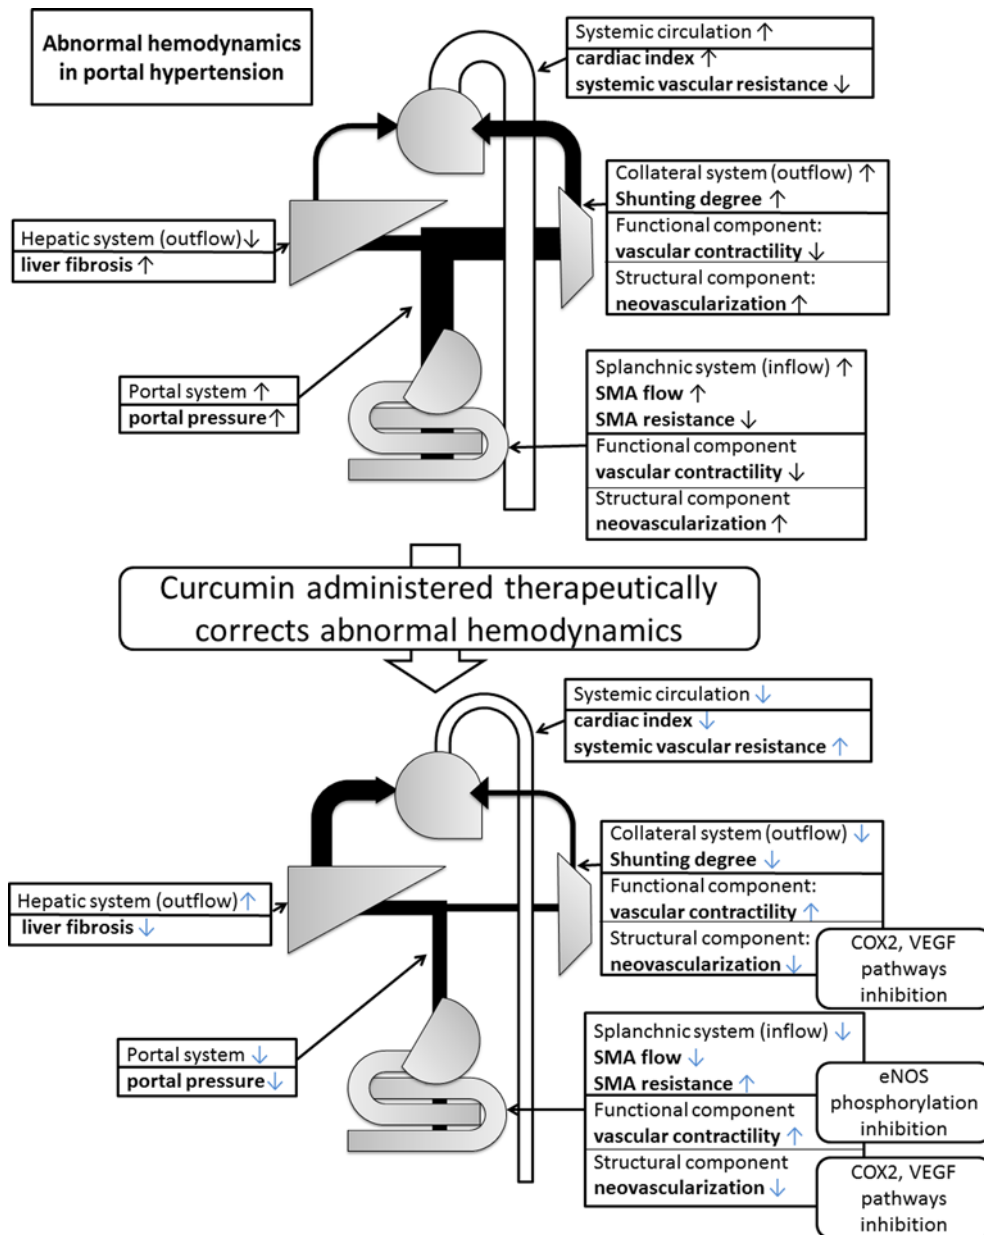 Abnormal hemodynamics
in portal hypertension
Systemic circulation ↑
cardiac index ↑
systemic vascular resistance ↓
Collateral system (outflow) ↑
Shunting degree ↑
Functional component:
vascular contractility ↓
Structural component:
neovascularization ↑
Hepatic system (outflow) ↓
liver fibrosis ↑
Portal system ↑
portal pressure ↑
Splanchnic system (inflow) ↑
SMA flow ↑
SMA resistance ↓
Functional component
vascular contractility ↓
Structural component
neovascularization ↑
Curcumin administered therapeutically
corrects abnormal hemodynamics
Systemic circulation ↓
cardiac index ↓
systemic vascular resistance ↑
Collateral system (outflow) ↓
Shunting degree ↓
Functional component:
vascular contractility ↑
Structural component:
neovascularization ↓
COX2, VEGF
pathways
inhibition
Hepatic system (outflow) ↑
liver fibrosis ↓
Portal system ↓
portal pressure ↓
Splanchnic system (inflow) ↓
SMA flow ↓
SMA resistance ↑
eNOS
phosphorylation
inhibition
Functional component
vascular contractility ↑
Structural component
neovascularization ↓
COX2, VEGF
pathways
inhibition